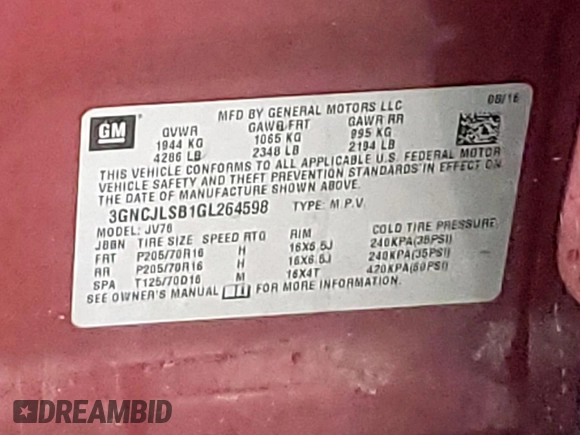 MFD BY GENERAL MOTORS LLC 08/16
GM
GVWR GAWR FRT GAWR RR
1944 KG 1065 KG 995 KG
4286 LB 2348 LB 2194 LB
THIS VEHICLE CONFORMS TO ALL APPLICABLE U.S. FEDERAL MOTOR
VEHICLE SAFETY AND THEFT PREVENTION STANDARDS IN EFFECT ON
THE DATE OF MANUFACTURE SHOWN ABOVE.
3GNCJLSB1GL264598 TYPE: M.P.V.
MODEL: JV76
JBBN TIRE SIZE SPEED RTG RIM COLD TIRE PRESSURE
FRT P205/70R16 H 16X6.5J 240KPA(35PSI)
RR P205/70R16 H 16X6.5J 240KPA(35PSI)
SPA T125/70D16 M 16X4T 420KPA(60PSI)
SEE OWNER'S MANUAL FOR MORE INFORMATION.
DREAMBID